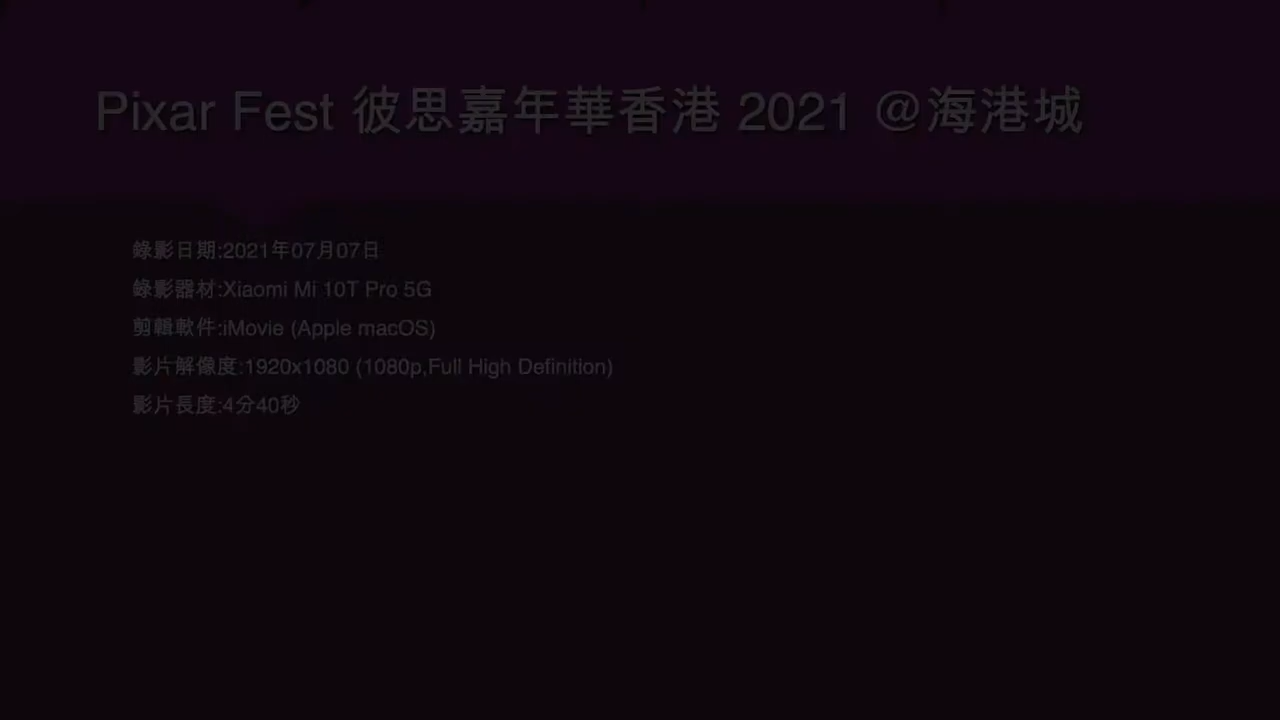 Pixar Fest 彼思嘉年華香港 2021 @海港城
錄影日期:2021年07月07日
錄影器材:Xiaomi Mi 10T Pro 5G
剪輯軟件:iMovie (Apple macOS)
影片解像度:1920x1080 (1080p,Full High Definition)
影片長度:4分40秒